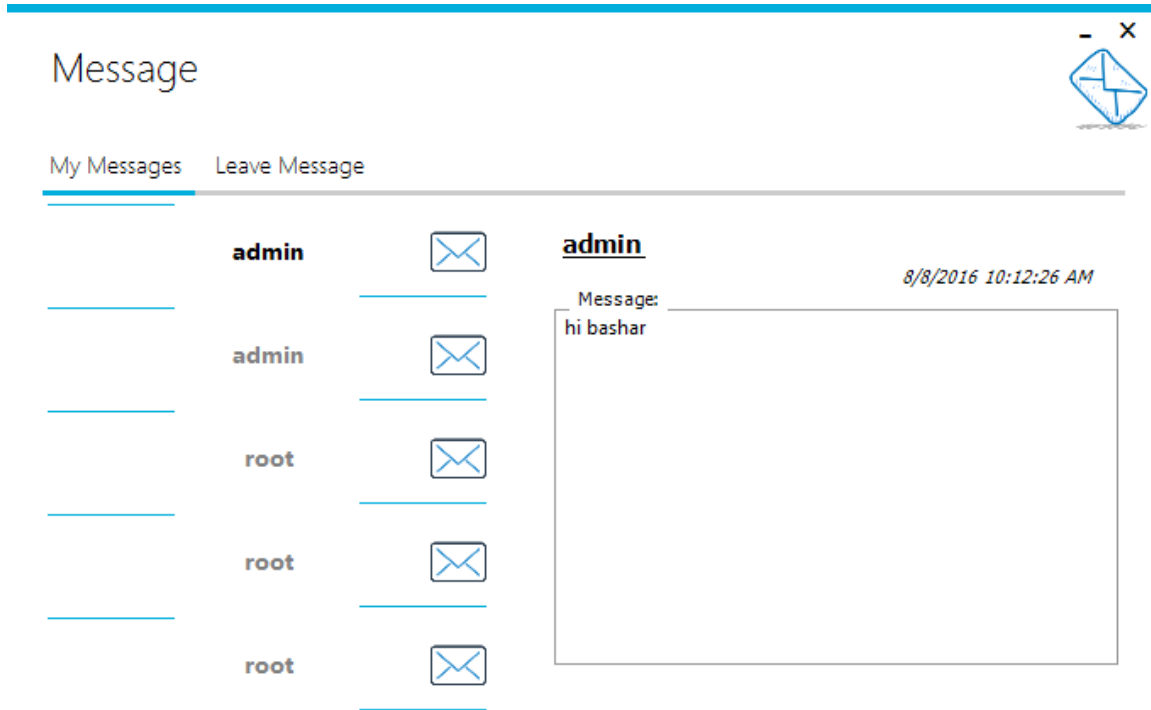 Message
My Messages
Leave Message
admin
admin
root
root
root
admin
8/8/2016 10:12:26 AM
Message:
hi bashar